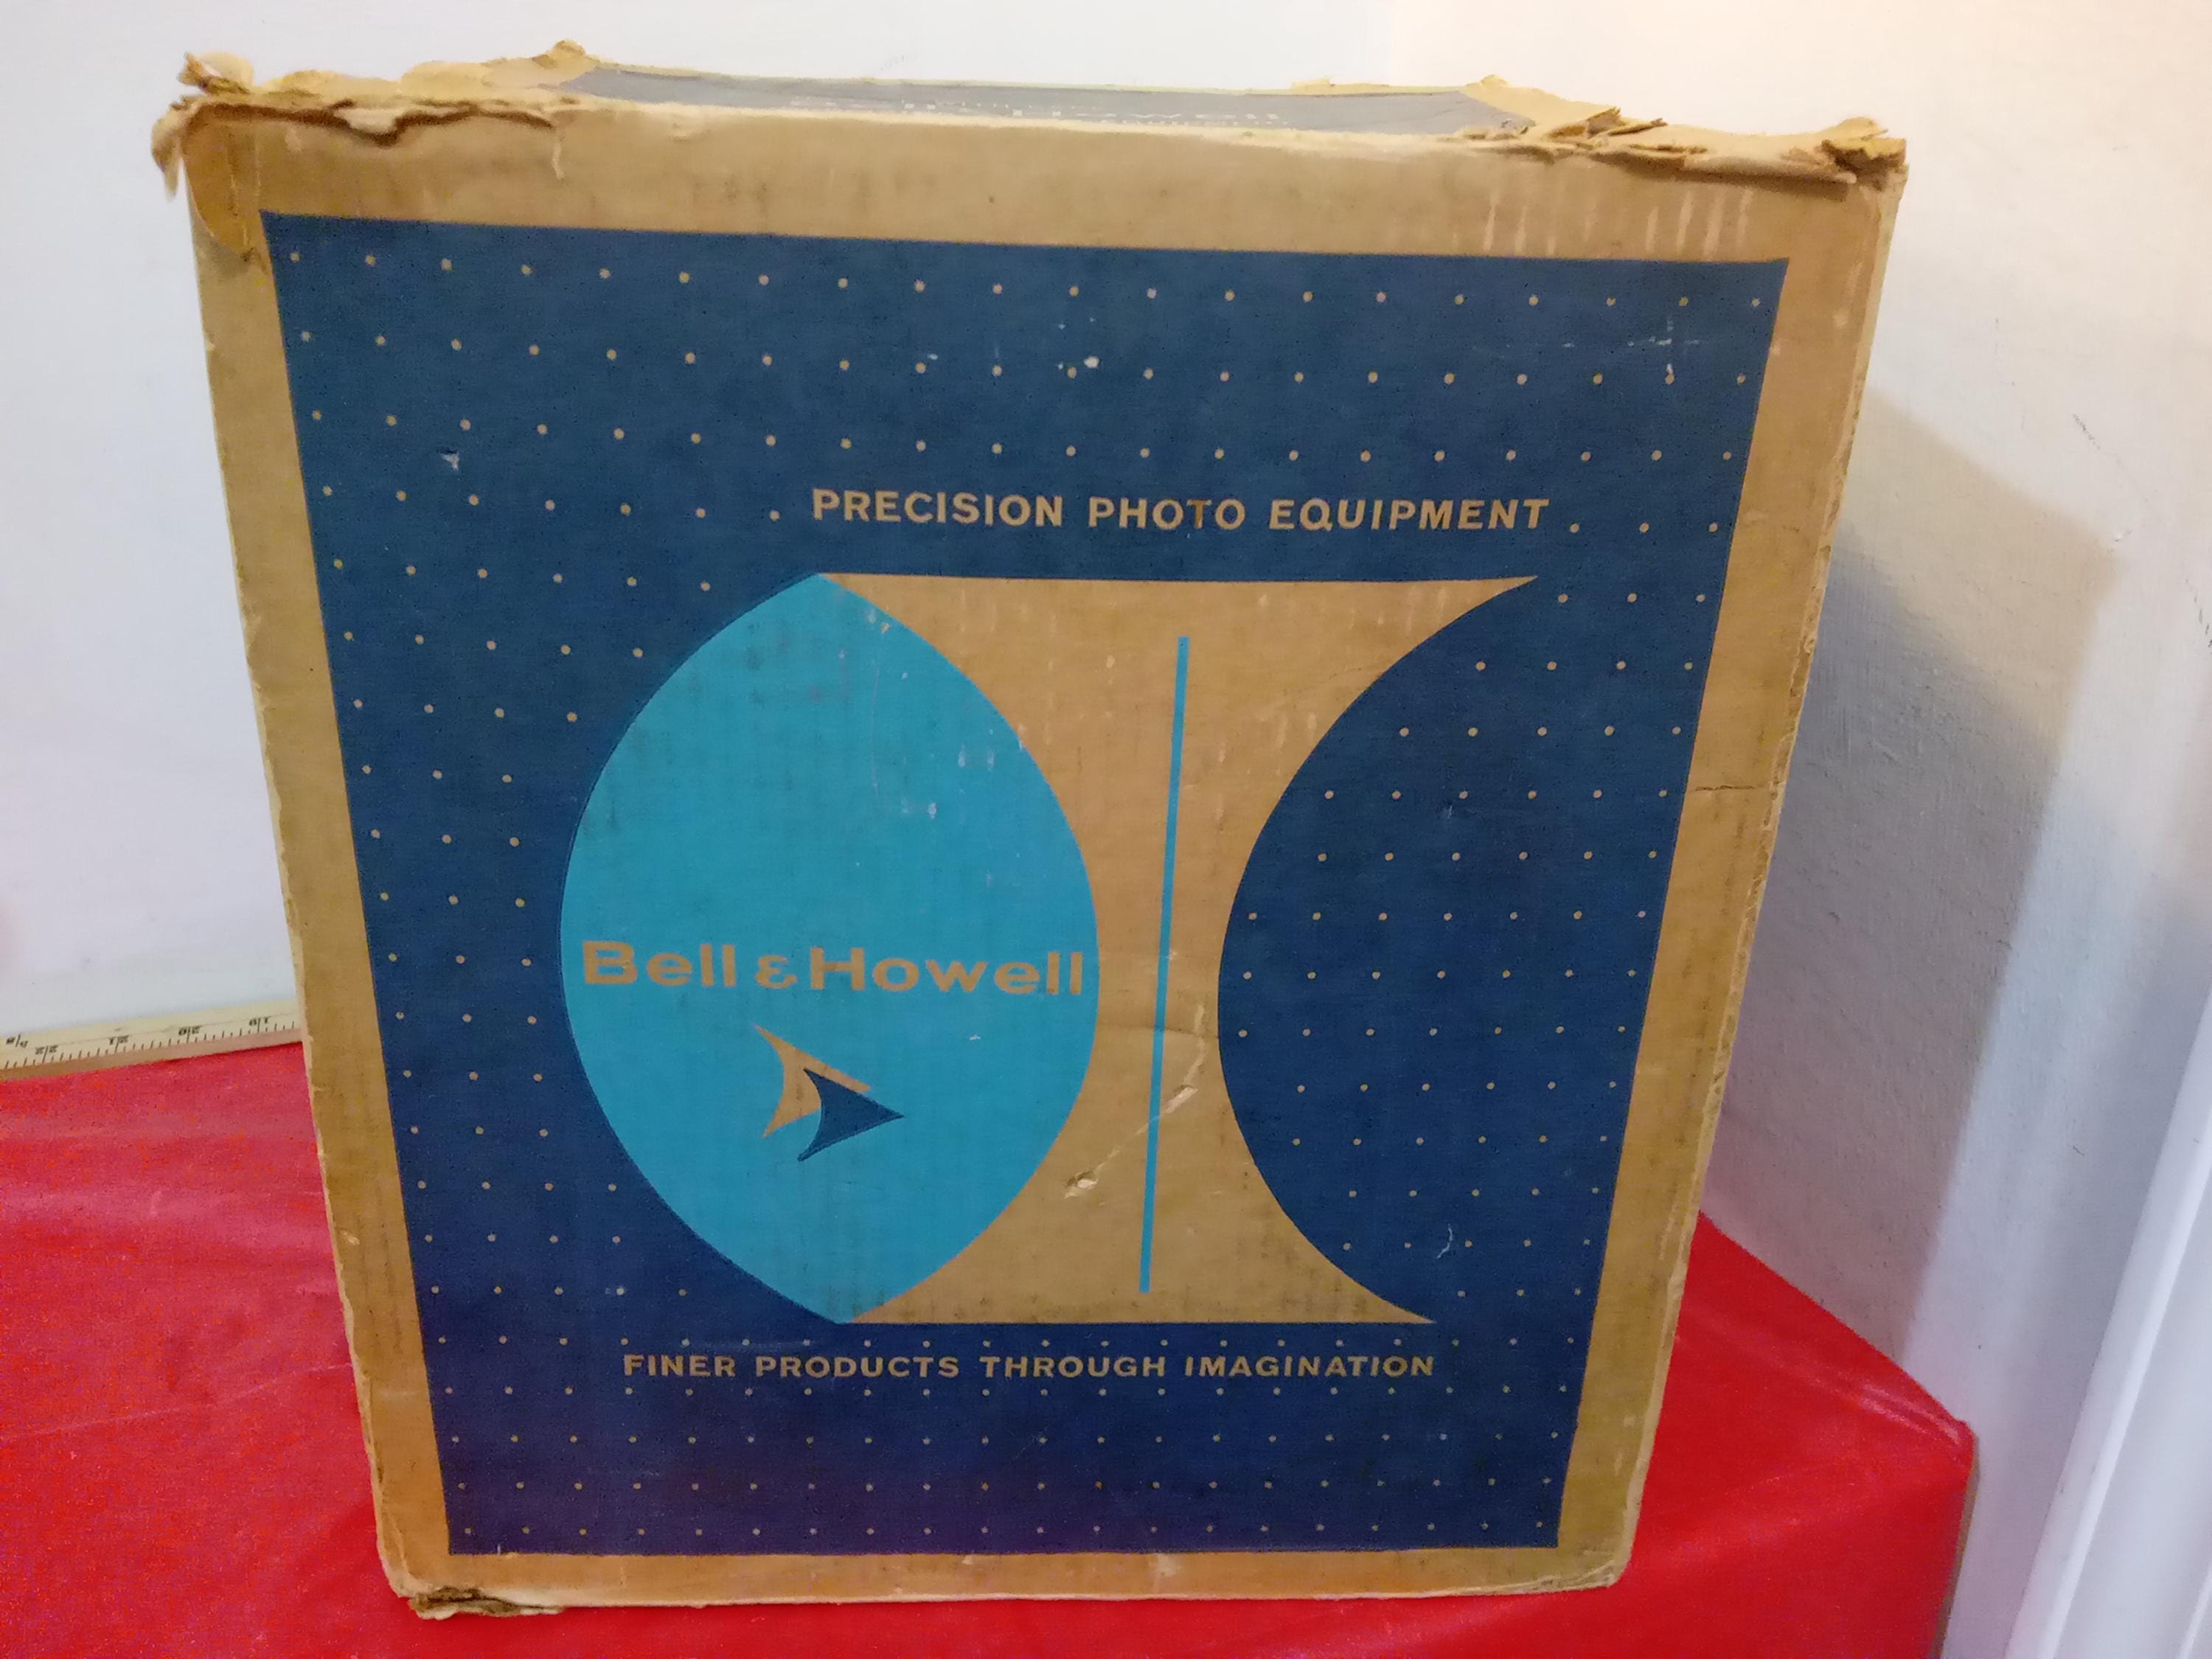 PRECISION PHOTO EQUIPMENT
Bell & Howell
FINER PRODUCTS THROUGH IMAGINATION